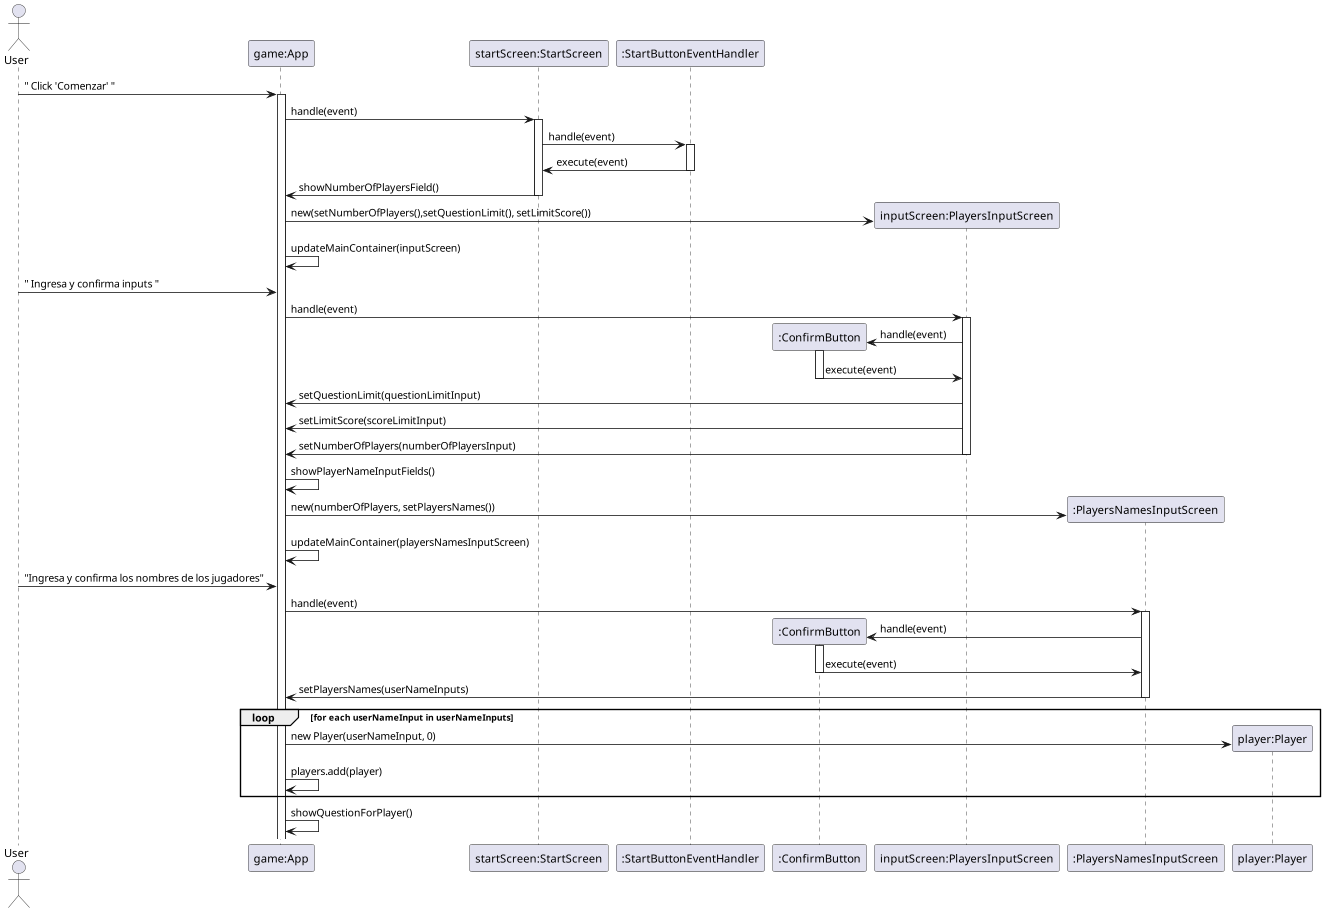 User
game:App
startScreen:StartScreen
:StartButtonEventHandler
" Click 'Comenzar' "
handle(event)
handle(event)
execute(event)
showNumberOfPlayersField()
new(setNumberOfPlayers(),setQuestionLimit(), setLimitScore())
inputScreen:PlayersInputScreen
updateMainContainer(inputScreen)
" Ingresa y confirma inputs "
handle(event)
:ConfirmButton
handle(event)
execute(event)
setQuestionLimit(questionLimitInput)
setLimitScore(scoreLimitInput)
setNumberOfPlayers(numberOfPlayersInput)
showPlayerNameInputFields()
new(numberOfPlayers, setPlayersNames())
:PlayersNamesInputScreen
updateMainContainer(playersNamesInputScreen)
"Ingresa y confirma los nombres de los jugadores"
handle(event)
:ConfirmButton
handle(event)
execute(event)
setPlayersNames(userNameInputs)
loop
[for each userNameInput in userNameInputs]
new Player(userNameInput, 0)
player:Player
players.add(player)
showQuestionForPlayer()
User
game:App
startScreen:StartScreen
:StartButtonEventHandler
:ConfirmButton
inputScreen:PlayersInputScreen
:PlayersNamesInputScreen
player:Player